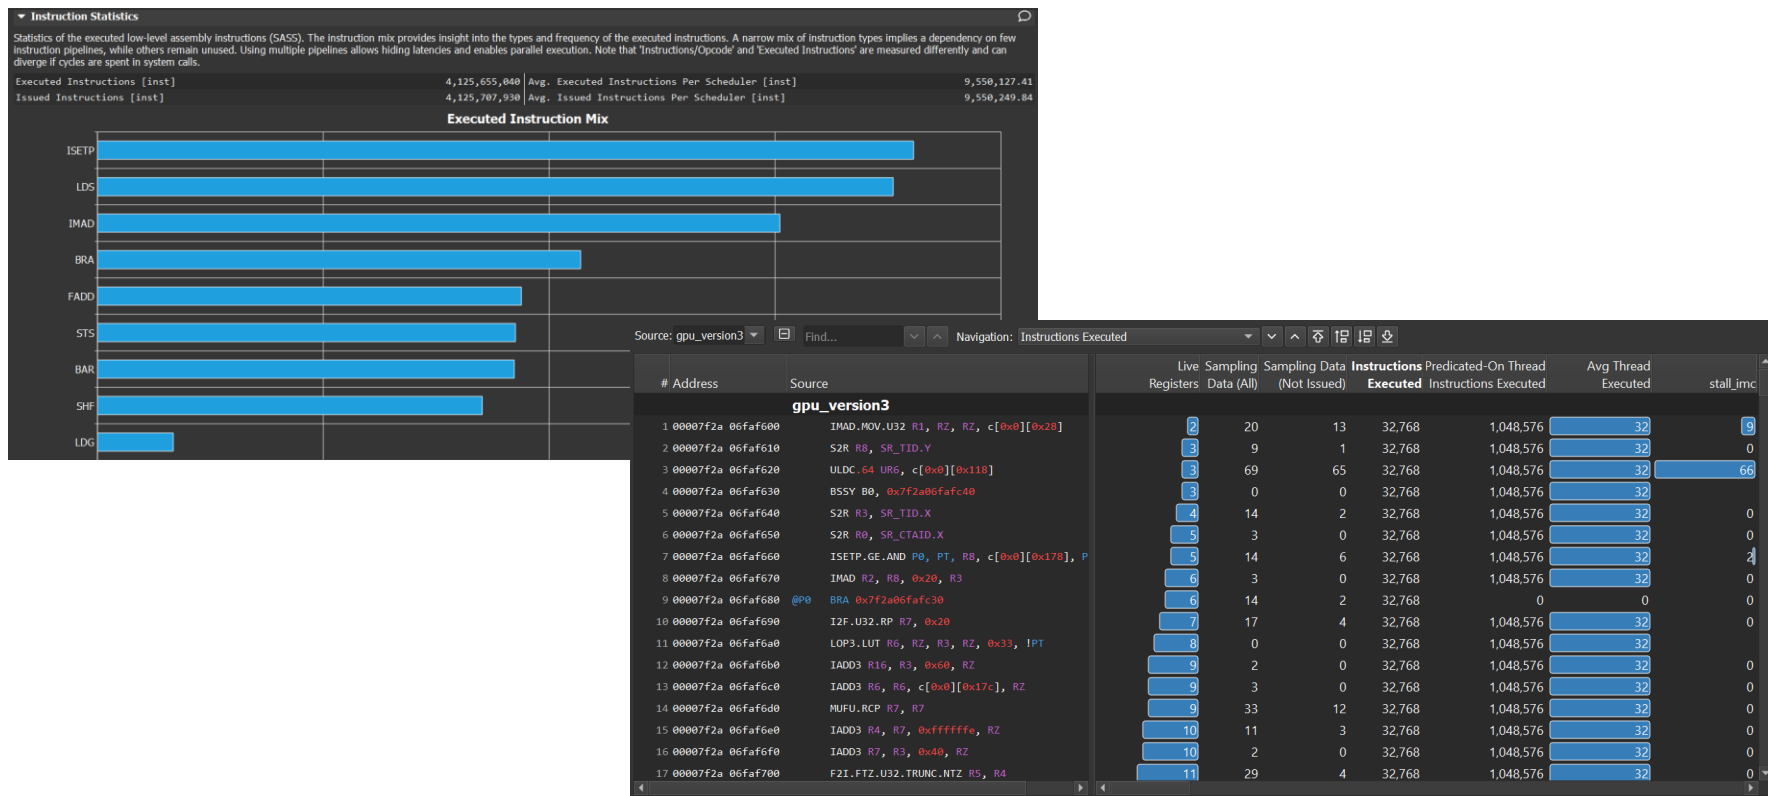 Instruction Statistics
Statistics of the executed low-level assembly instructions (SASS). The instruction mix provides insight into the types and frequency of the executed instructions. A narrow mix of instruction types implies a dependency on few
instruction pipelines, while others remain unused. Using multiple pipelines allows hiding latencies and enables parallel execution. Note that 'Instructions/Opcode' and 'Executed Instructions' are measured differently and can
diverge if cycles are spent in system calls.
Executed Instructions [inst] 4,125,655,040 Avg. Executed Instructions Per Scheduler [inst] 9,550,127.41
Issued Instructions [inst] 4,125,707,930 Avg. Issued Instructions Per Scheduler [inst] 9,550,249.84
Executed Instruction Mix
ISETP
LDS
IMAD
BRA
FADD
STS
BAR
SHF
LDG
Source: gpu_version3 Find... Navigation: Instructions Executed
Live Sampling Sampling Data Instructions Predicated-On Thread Avg Thread
# Address Source Registers Data (All) (Not Issued) Executed Instructions Executed Executed stall_imc
gpu_version3
1 00007f2a 06faf600 IMAD.MOV.U32 R1, RZ, RZ, c[0x0][0x28] 2 20 13 32,768 1,048,576 32 9
2 00007f2a 06faf610 S2R R8, SR_TID.Y 3 9 1 32,768 1,048,576 32 0
3 00007f2a 06faf620 ULDC.64 UR6, c[0x0][0x118] 3 69 65 32,768 1,048,576 32 66
4 00007f2a 06faf630 BSSY B0, 0x7f2a06fafc40 3 0 0 32,768 1,048,576 32
5 00007f2a 06faf640 S2R R3, SR_TID.X 4 14 2 32,768 1,048,576 32 0
6 00007f2a 06faf650 S2R R0, SR_CTAID.X 5 3 0 32,768 1,048,576 32 0
7 00007f2a 06faf660 ISETP.GE.AND P0, PT, R8, c[0x0][0x178], P 5 14 6 32,768 1,048,576 32 2
8 00007f2a 06faf670 IMAD R2, R8, 0x20, R3 6 3 0 32,768 1,048,576 32 0
9 00007f2a 06faf680 @P0 BRA 0x7f2a06fafc30 6 14 2 32,768 0 0 0
10 00007f2a 06faf690 I2F.U32.RP R7, 0x20 7 17 4 32,768 1,048,576 32 0
11 00007f2a 06faf6a0 LOP3.LUT R6, RZ, R3, RZ, 0x33, !PT 8 0 0 32,768 1,048,576 32
12 00007f2a 06faf6b0 IADD3 R16, R3, 0x60, RZ 9 2 0 32,768 1,048,576 32 0
13 00007f2a 06faf6c0 IADD3 R6, R6, c[0x0][0x17c], RZ 9 3 0 32,768 1,048,576 32 0
14 00007f2a 06faf6d0 MUFU.RCP R7, R7 9 33 12 32,768 1,048,576 32 0
15 00007f2a 06faf6e0 IADD3 R4, R7, 0xffffffe, RZ 10 11 3 32,768 1,048,576 32 0
16 00007f2a 06faf6f0 IADD3 R7, R3, 0x40, RZ 10 2 0 32,768 1,048,576 32 0
17 00007f2a 06faf700 F2I.FTZ.U32.TRUNC.NTZ R5, R4 11 29 4 32,768 1,048,576 32 0